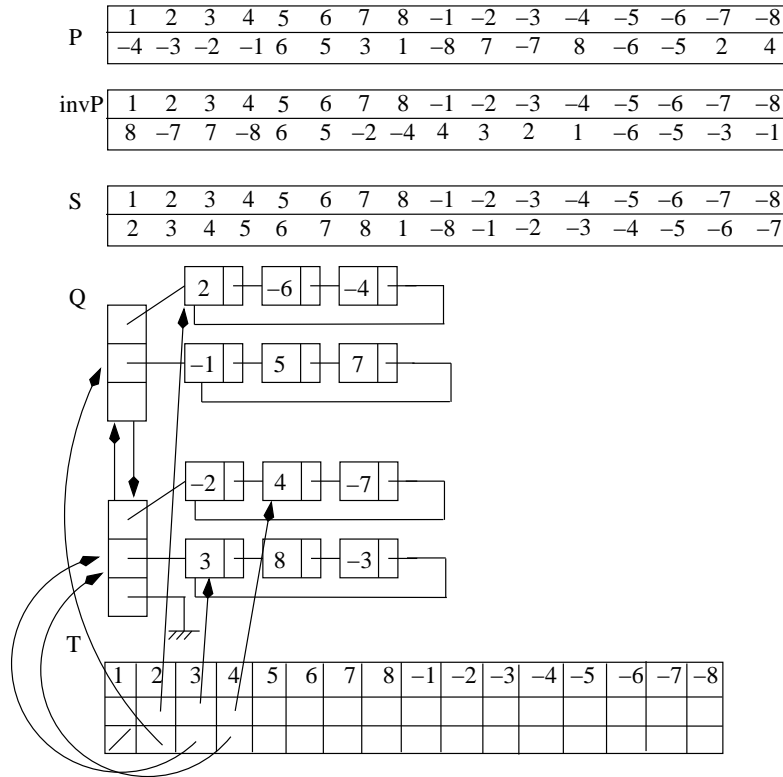 P
1 2 3 4 5 6 7 8 –1 –2 –3 –4 –5 –6 –7 –8
–4 –3 –2 –1 6 5 3 1 –8 7 –7 8 –6 –5 2 4
invP
1 2 3 4 5 6 7 8 –1 –2 –3 –4 –5 –6 –7 –8
8 –7 7 –8 6 5 –2 –4 4 3 2 1 –6 –5 –3 –1
S
1 2 3 4 5 6 7 8 –1 –2 –3 –4 –5 –6 –7 –8
2 3 4 5 6 7 8 1 –8 –1 –2 –3 –4 –5 –6 –7
Q
2 –6 –4
–1 5 7
–2 4 –7
3 8 –3
T
1 2 3 4 5 6 7 8 –1 –2 –3 –4 –5 –6 –7 –8